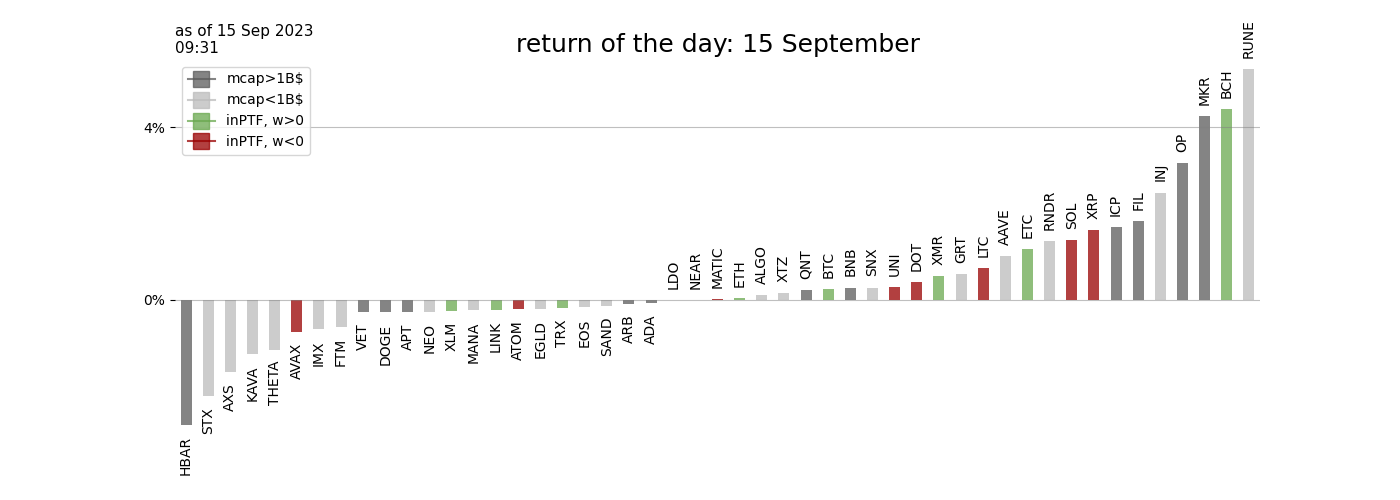 as of 15 Sep 2023
09:31
return of the day: 15 September
mcap>1B$
mcap<1B$
inPTF, w>0
inPTF, w<0
4%
0%
HBAR
STX
AXS
KAVA
THETA
AVAX
IMX
FTM
VET
DOGE
APT
NEO
XLM
MANA
LINK
ATOM
EGLD
TRX
EOS
SAND
ARB
ADA
LDO
NEAR
MATIC
ETH
ALGO
XTZ
QNT
BTC
BNB
SNX
UNI
DOT
XMR
GRT
LTC
AAVE
ETC
RNDR
SOL
XRP
ICP
FIL
INJ
OP
MKR
BCH
RUNE